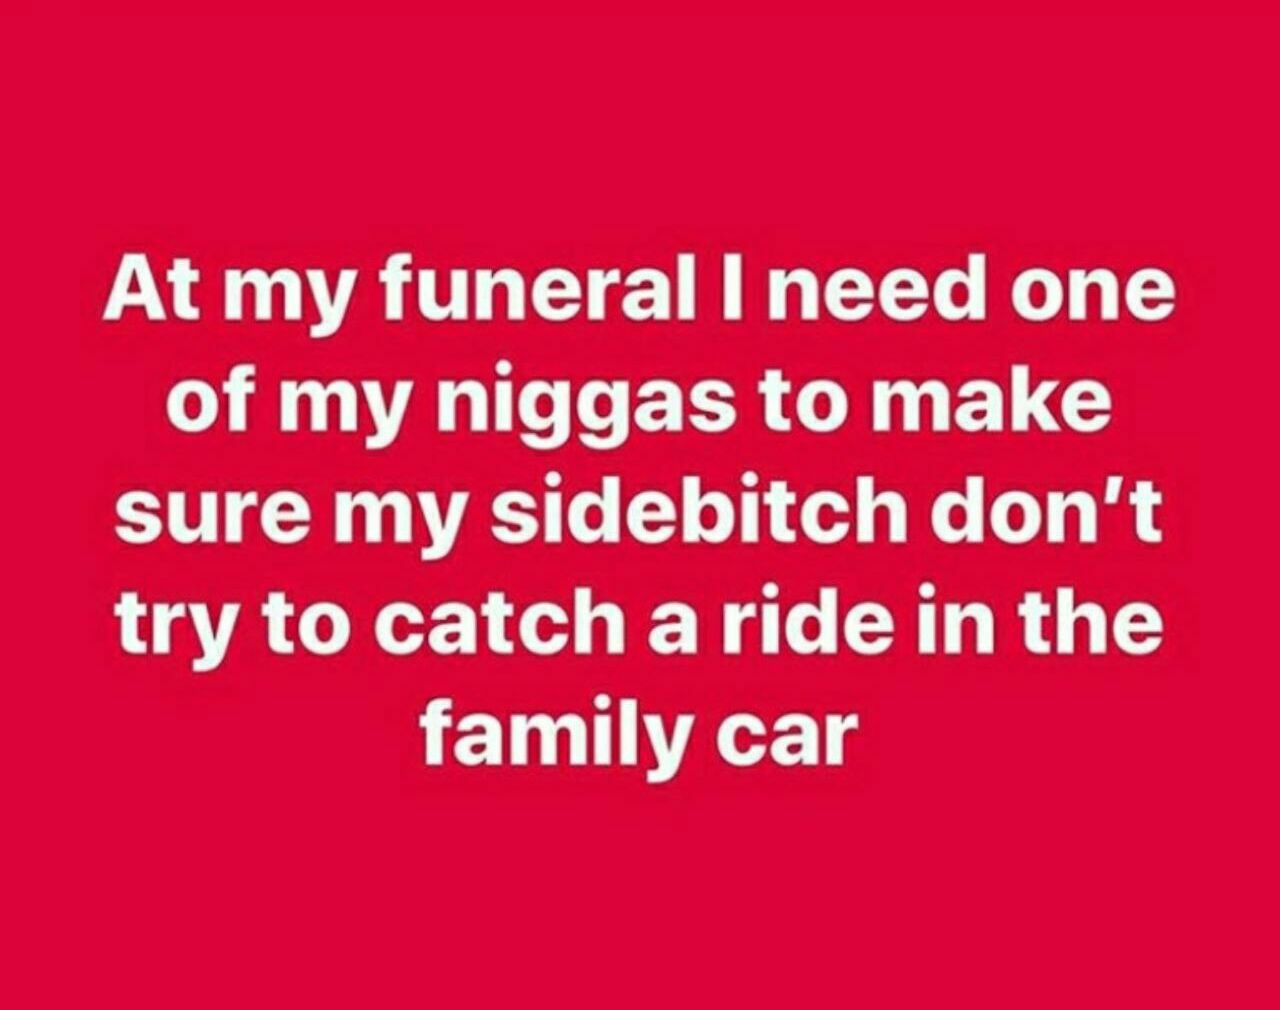 At my funeral I need one
of my niggas to make
sure my sidebitch don’t
try to catch a ride in the
family car